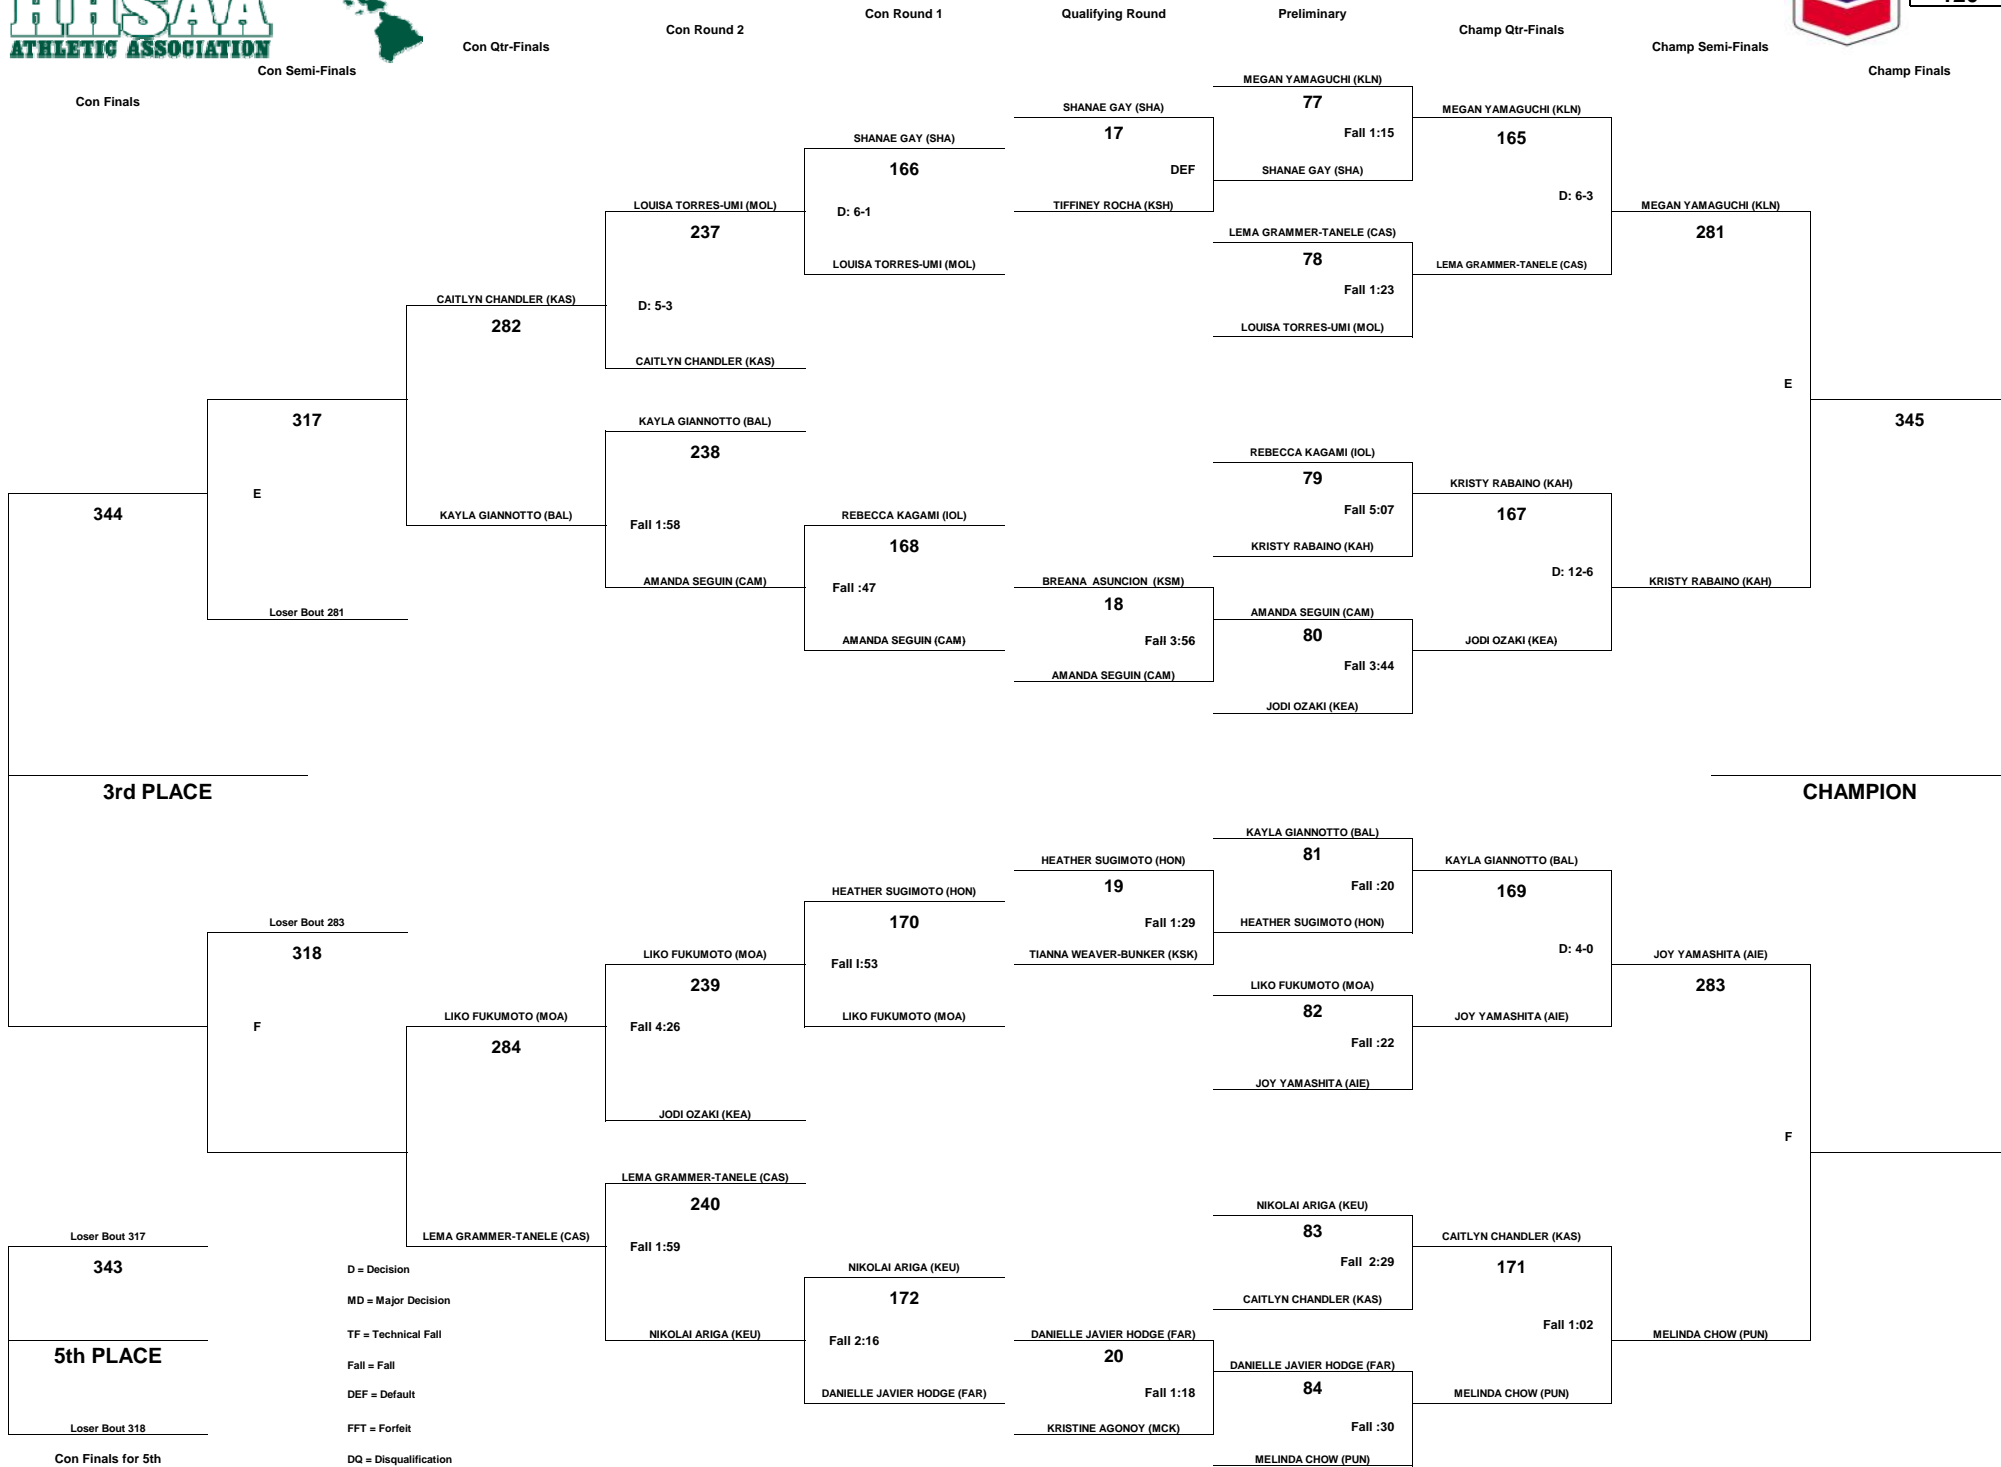 HHSAA
ATHLETIC ASSOCIATION
Con Finals
Con Semi-Finals
Con Qtr-Finals
Con Round 2
Con Round 1
Qualifying Round
Preliminary
Champ Qtr-Finals
Champ Semi-Finals
Champ Finals
MEGAN YAMAGUCHI (KLN)
77
Fall 1:15
SHANAE GAY (SHA)
LEMA GRAMMER-TANELE (CAS)
78
Fall 1:23
LOUISA TORRES-UMI (MOL)
REBECCA KAGAMI (IOL)
79
Fall 5:07
KRISTY RABAINO (KAH)
AMANDA SEGUIN (CAM)
80
Fall 3:44
JODI OZAKI (KEA)
KAYLA GIANNOTTO (BAL)
81
Fall :20
HEATHER SUGIMOTO (HON)
LIKO FUKUMOTO (MOA)
82
Fall :22
JOY YAMASHITA (AIE)
NIKOLAI ARIGA (KEU)
83
Fall 2:29
CAITLYN CHANDLER (KAS)
DANIELLE JAVIER HODGE (FAR)
84
Fall :30
MELINDA CHOW (PUN)
SHANAE GAY (SHA)
17
DEF
TIFFINEY ROCHA (KSH)
BREANA ASUNCION (KSM)
18
Fall 3:56
AMANDA SEGUIN (CAM)
HEATHER SUGIMOTO (HON)
19
Fall 1:29
TIANNA WEAVER-BUNKER (KSK)
DANIELLE JAVIER HODGE (FAR)
20
Fall 1:18
KRISTINE AGONOY (MCK)
MEGAN YAMAGUCHI (KLN)
165
D: 6-3
LEMA GRAMMER-TANELE (CAS)
KRISTY RABAINO (KAH)
167
D: 12-6
JODI OZAKI (KEA)
KAYLA GIANNOTTO (BAL)
169
D: 4-0
JOY YAMASHITA (AIE)
CAITLYN CHANDLER (KAS)
171
Fall 1:02
MELINDA CHOW (PUN)
MEGAN YAMAGUCHI (KLN)
281
E
KRISTY RABAINO (KAH)
JOY YAMASHITA (AIE)
283
F
MELINDA CHOW (PUN)
345
CHAMPION
SHANAE GAY (SHA)
166
D: 6-1
LOUISA TORRES-UMI (MOL)
REBECCA KAGAMI (IOL)
168
Fall :47
AMANDA SEGUIN (CAM)
HEATHER SUGIMOTO (HON)
170
Fall I:53
LIKO FUKUMOTO (MOA)
NIKOLAI ARIGA (KEU)
172
Fall 2:16
DANIELLE JAVIER HODGE (FAR)
LOUISA TORRES-UMI (MOL)
237
D: 5-3
CAITLYN CHANDLER (KAS)
KAYLA GIANNOTTO (BAL)
238
Fall 1:58
AMANDA SEGUIN (CAM)
LIKO FUKUMOTO (MOA)
239
Fall 4:26
JODI OZAKI (KEA)
LEMA GRAMMER-TANELE (CAS)
240
Fall 1:59
NIKOLAI ARIGA (KEU)
CAITLYN CHANDLER (KAS)
282
KAYLA GIANNOTTO (BAL)
LIKO FUKUMOTO (MOA)
284
LEMA GRAMMER-TANELE (CAS)
317
E
Loser Bout 281
Loser Bout 283
318
F
344
3rd PLACE
Loser Bout 317
343
5th PLACE
Loser Bout 318
Con Finals for 5th
D = Decision
MD = Major Decision
TF = Technical Fall
Fall = Fall
DEF = Default
FFT = Forfeit
DQ = Disqualification